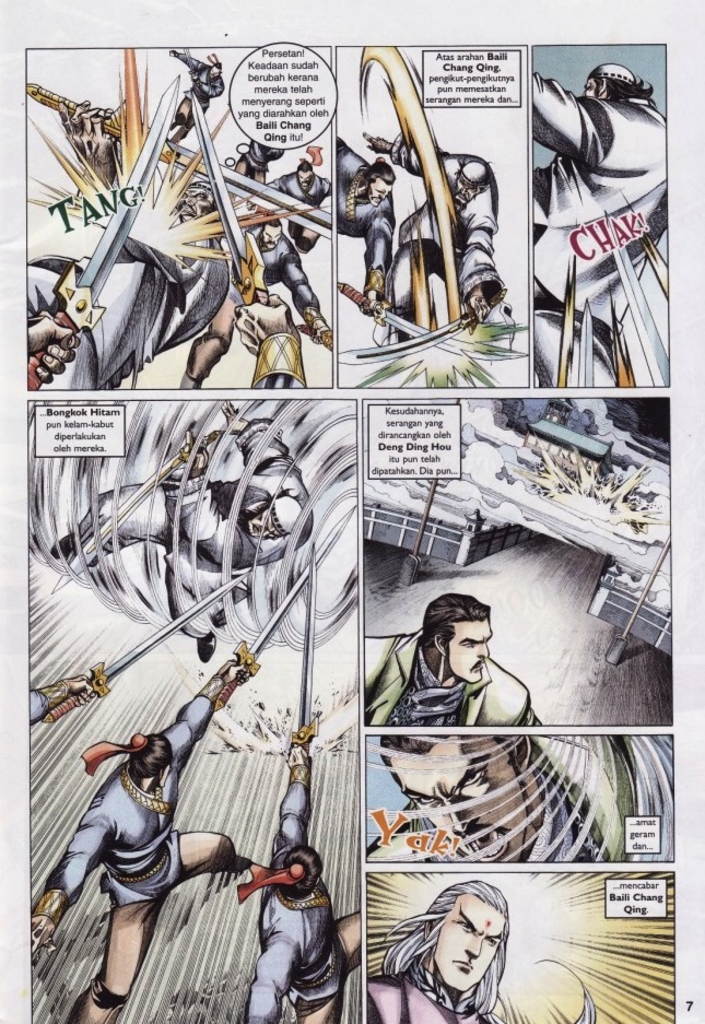 Persetan!
Keadaan sudah
berubah kerana
mereka telah
menyerang seperti
yang diarahkan oleh
Baili Chang
Qing itu!
TANG!
Atas arahan Baili
Chang Qing,
pengikut-pengikutnya
memesatkan
serangan mereka dan...
CHAK!
...Bongkok Hitam
pun kelam-kabut
diperlakukan
oleh mereka.
Kesudahannya,
serangan yang
dirancangkan oleh
Deng Ding Hou
itu pun telah
dipatahkan. Dia pun...
Yak!
...amat
geram
dan...
...mencabar
Baili Chang
Qing.
7